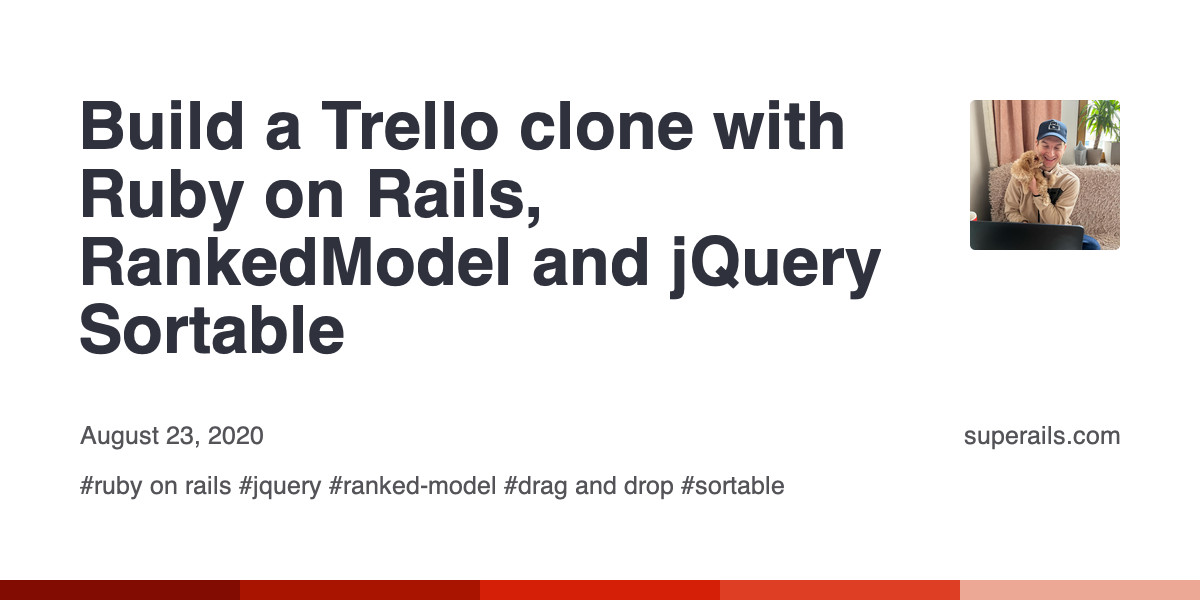 Build a Trello clone with
Ruby on Rails,
RankedModel and jQuery
Sortable
August 23, 2020
superails.com
#ruby on rails #jquery #ranked-model #drag and drop #sortable